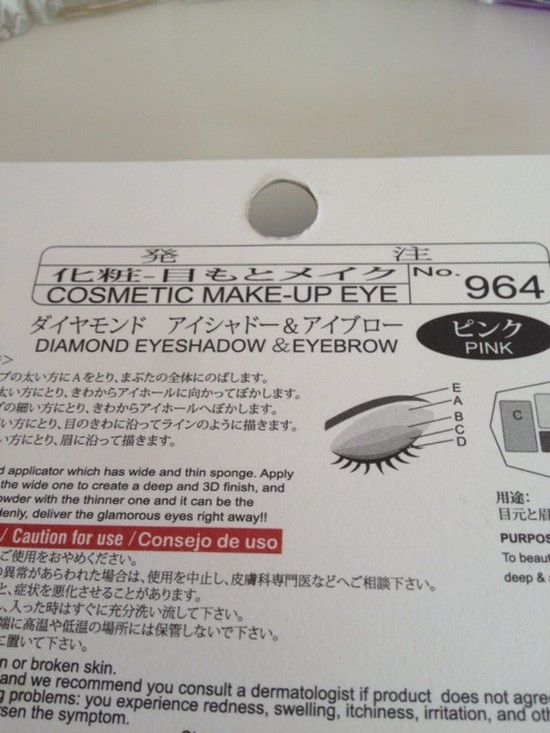 発注
化粧-目もとメイク No. 964
COSMETIC MAKE-UP EYE
ダイヤモンド アイシャドー&アイブロー ピンク
DIAMOND EYESHADOW &EYEBROW PINK
>
プの太い方にAをとり、まぶたの全体にのばします。
太い方にとり、きわからアイホールに向かってぼかします。
プの細い方にとり、きわからアイホールへぼかします。
い方にとり、目のきわに沿ってラインのように描きます。
い方にとり、眉に沿って描きます。
E
A
B
C
D
C
d applicator which has wide and thin sponge. Apply
the wide one to create a deep and 3D finish, and
owder with the thinner one and it can be the
denly, deliver the glamorous eyes right away!!
用途:
目元と眉
PURPOS
To beaut
deep &
/ Caution for use / Consejo de uso
ご使用をおやめください。
の異常があらわれた場合は、使用を中止し、皮膚科専門医などへご相談下さい。
と、症状を悪化させることがあります。
い、入った時はすぐに充分洗い流して下さい。
端に高温や低温の場所には保管しないで下さい。
に置いて下さい。
n or broken skin.
and we recommend you consult a dermatologist if product does not agre
g problems: you experience redness, swelling, itchiness, irritation, and oth
rsen the symptom.